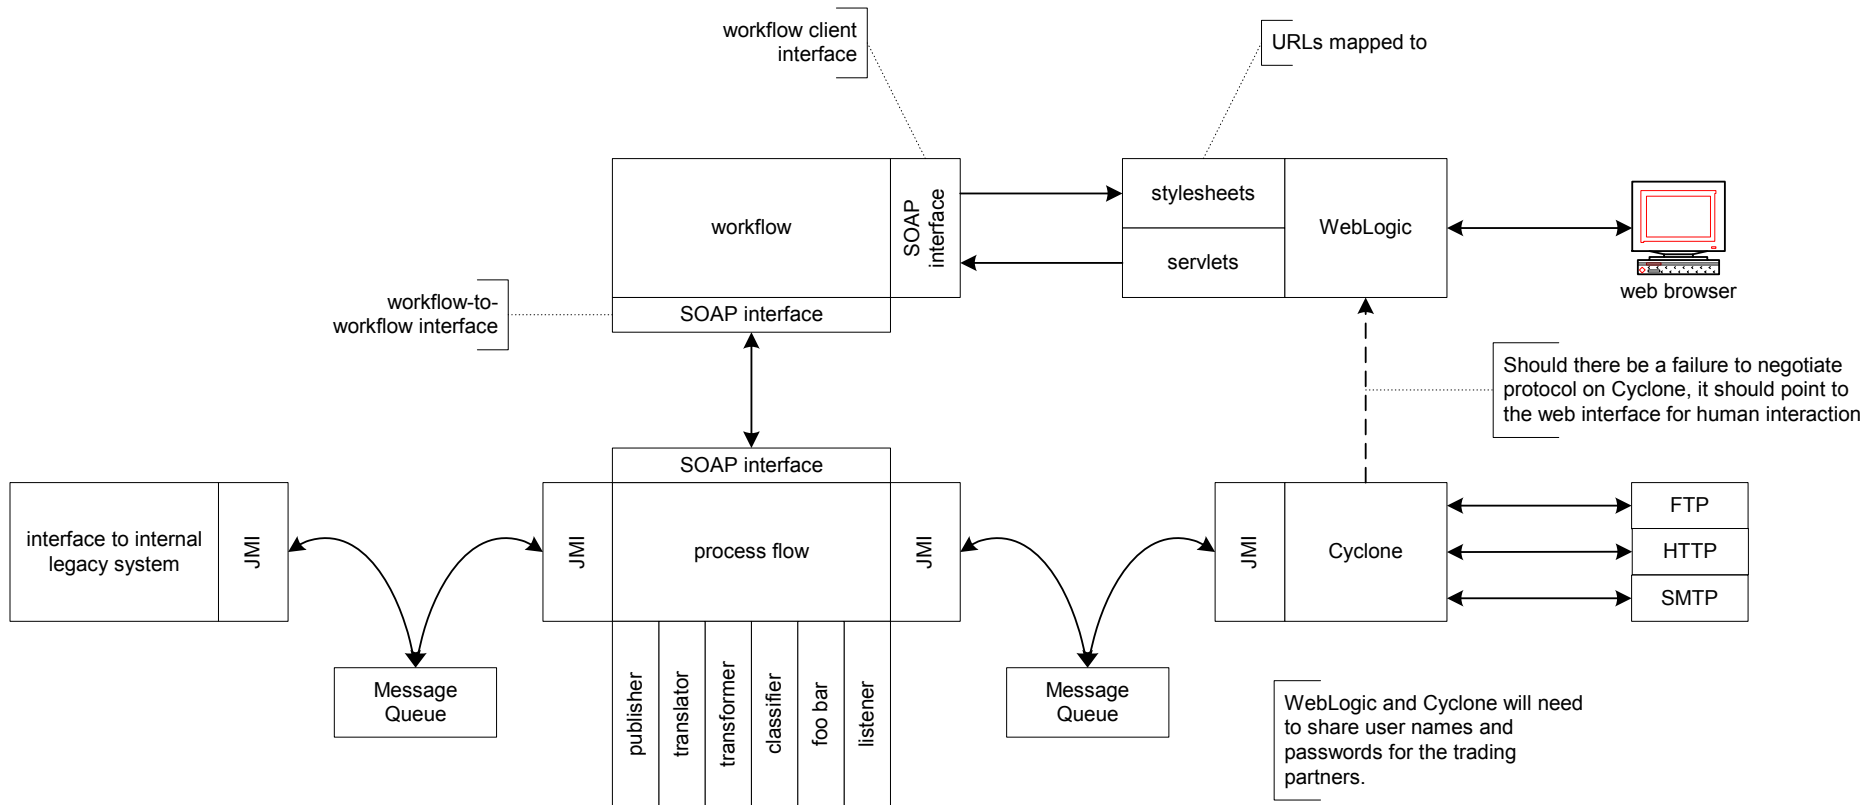 workflow client
interface
URLs mapped to
workflow
SOAP
interface
stylesheets
servlets
WebLogic
web browser
workflow-to-
workflow interface
SOAP interface
Should there be a failure to negotiate
protocol on Cyclone, it should point to
the web interface for human interaction
SOAP interface
interface to internal
legacy system
JMI
JMI
process flow
JMI
JMI
Cyclone
FTP
HTTP
SMTP
Message
Queue
publisher
translator
transformer
classifier
foo bar
listener
Message
Queue
WebLogic and Cyclone will need
to share user names and
passwords for the trading
partners.